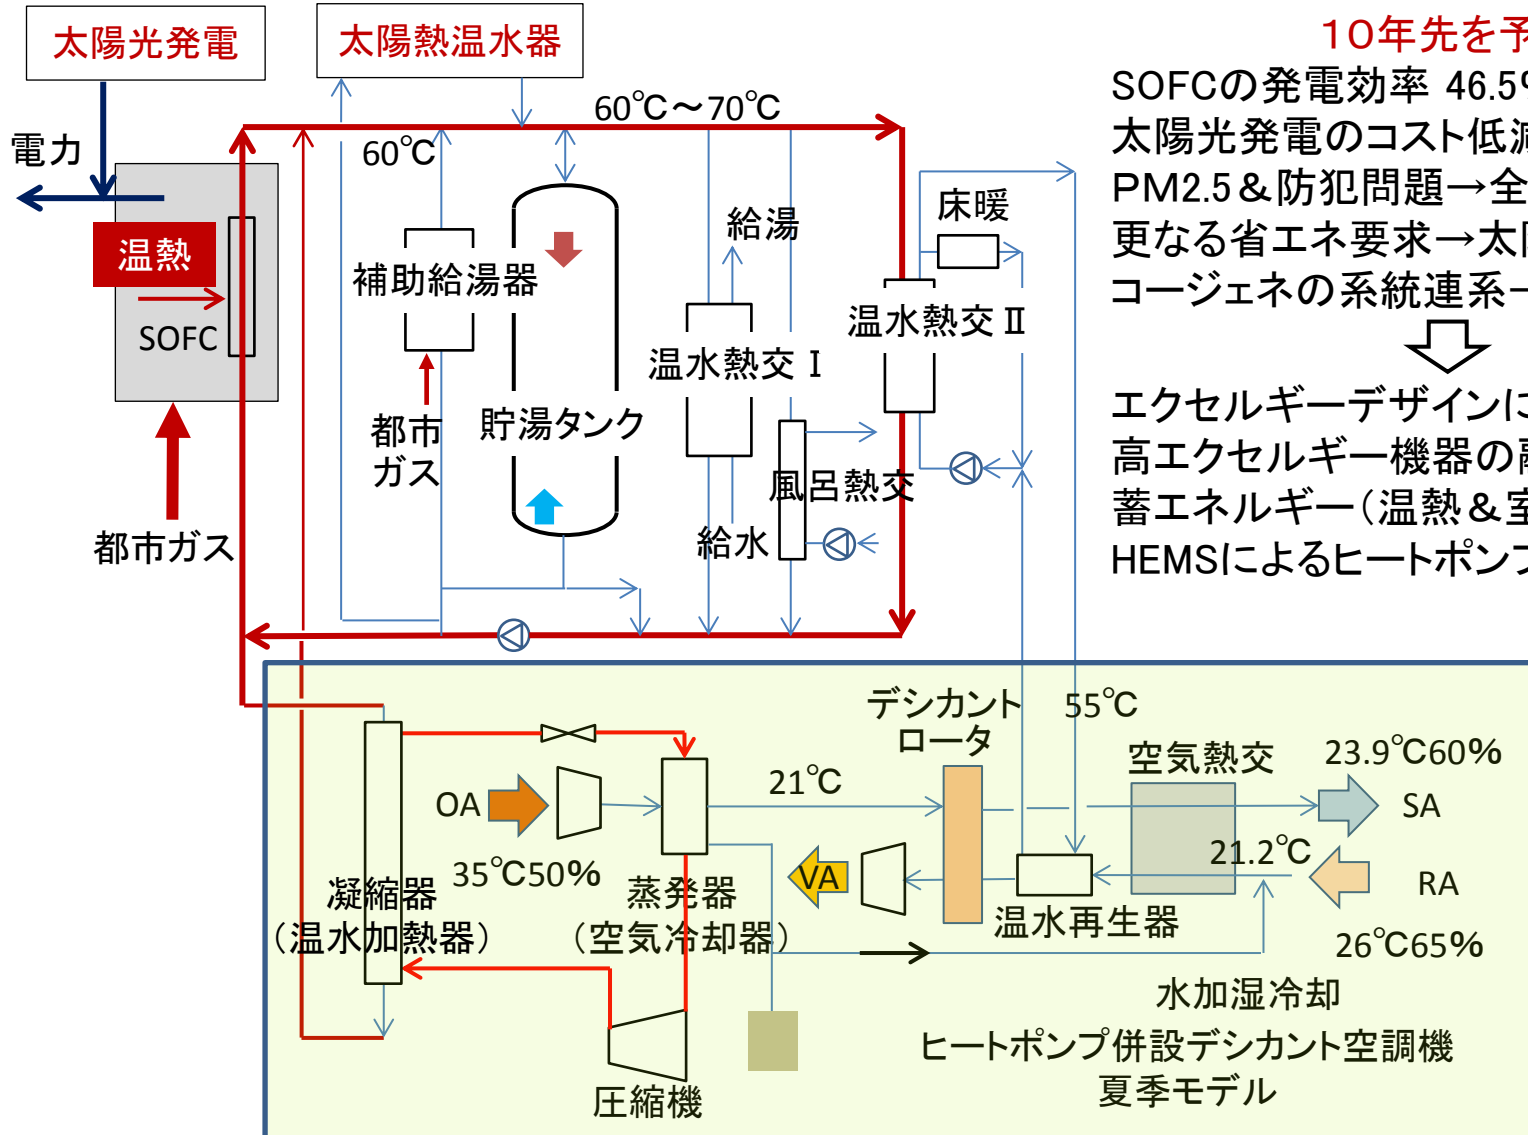 太陽光発電
太陽熱温水器
10年先を予
SOFCの発電効率 46.5%
太陽光発電のコスト低減
PM2.5＆防犯問題→全
更なる省エネ要求→太陽
コージェネの系統連系→
エクセルギーデザインに
高エクセルギー機器の融
蓄エネルギー（温熱＆室
HEMSによるヒートポンプ
60℃～70℃
電力
60℃
温熱
SOFC
都市ガス
補助給湯器
都市
ガス
貯湯タンク
給湯
温水熱交Ⅰ
給水
風呂熱交
床暖
温水熱交Ⅱ
デシカント
ロータ
55℃
空気熱交
23.9℃60%
SA
OA
21℃
35℃50%
21.2℃
VA
RA
凝縮器
（温水加熱器）
蒸発器
（空気冷却器）
温水再生器
26℃65%
水加湿冷却
圧縮機
ヒートポンプ併設デシカント空調機
夏季モデル